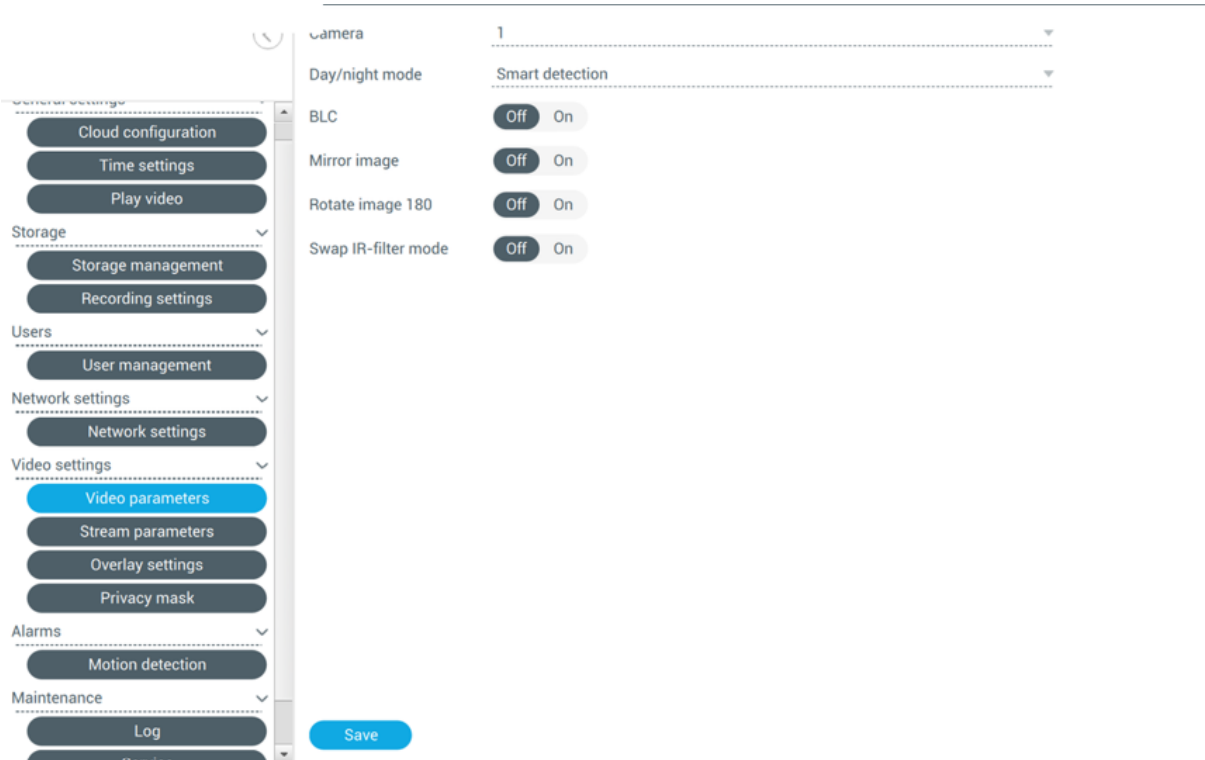 Camera 1
Day/night mode Smart detection
BLC Off On
Mirror image Off On
Rotate image 180 Off On
Swap IR-filter mode Off On
General settings
Cloud configuration
Time settings
Play video
Storage
Storage management
Recording settings
Users
User management
Network settings
Network settings
Video settings
Video parameters
Stream parameters
Overlay settings
Privacy mask
Alarms
Motion detection
Maintenance
Log
Save